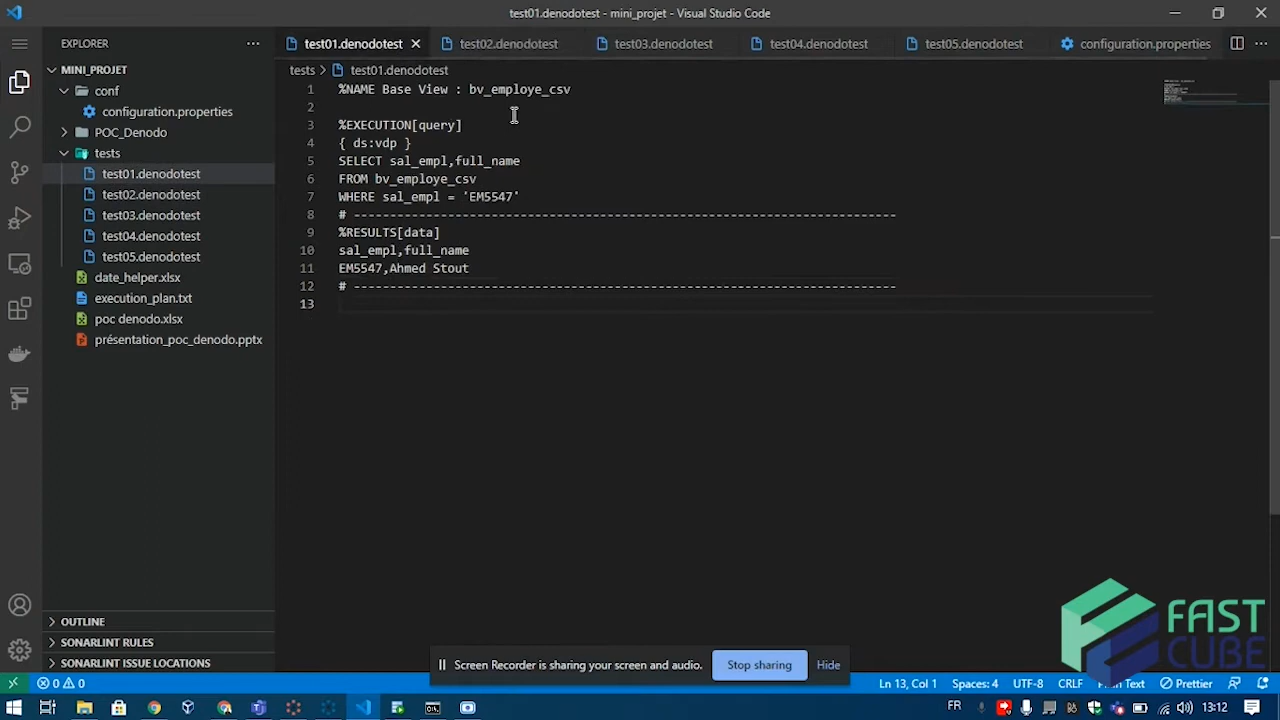 test01.denodotest - mini_projet - Visual Studio Code
EXPLORER
MINI_PROJET
conf
configuration.properties
POC_Denodo
tests
test01.denodotest
test02.denodotest
test03.denodotest
test04.denodotest
test05.denodotest
date_helper.xlsx
execution_plan.txt
poc denodo.xlsx
présentation_poc_denodo.pptx
OUTLINE
SONARLINT RULES
SONARLINT ISSUE LOCATIONS
test01.denodotest
test02.denodotest
test03.denodotest
test04.denodotest
test05.denodotest
configuration.properties
tests > test01.denodotest
1 %NAME Base View : bv_employe_csv
2
3 %EXECUTION[query]
4 { ds:vdp }
5 SELECT sal_empl,full_name
6 FROM bv_employe_csv
7 WHERE sal_empl = 'EM5547'
8 # ---------------------------------------------------------------------------
9 %RESULTS[data]
10 sal_empl,full_name
11 EM5547,Ahmed Stout
12 # ---------------------------------------------------------------------------
13
FAST
CUBE
Screen Recorder is sharing your screen and audio.
Stop sharing
Hide
0 0
Ln 13, Col 1
Spaces: 4
UTF-8
CRLF
Plain Text
Prettier
FR
13:12